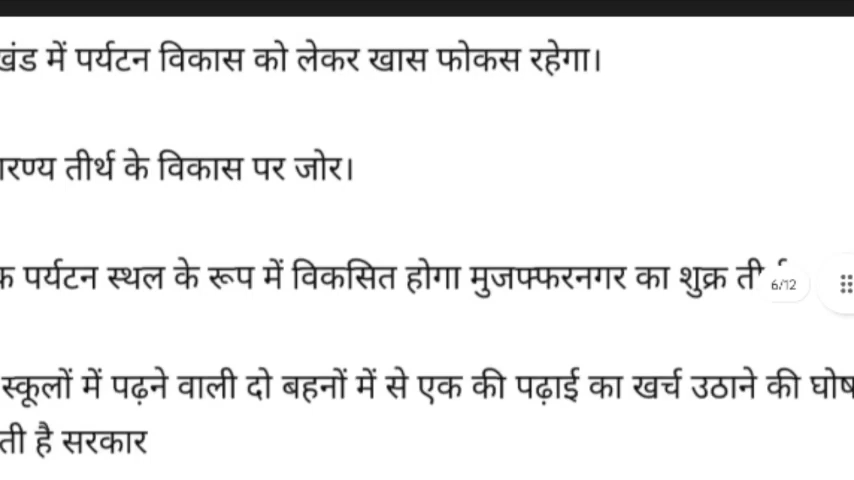 खंड में पर्यटन विकास को लेकर खास फोकस रहेगा।
रण्य तीर्थ के विकास पर जोर।
क पर्यटन स्थल के रूप में विकसित होगा मुजफ्फरनगर का शुक्र
6/12
स्कूलों में पढ़ने वाली दो बहनों में से एक की पढ़ाई का खर्च उठाने की घोष
ती है सरकार